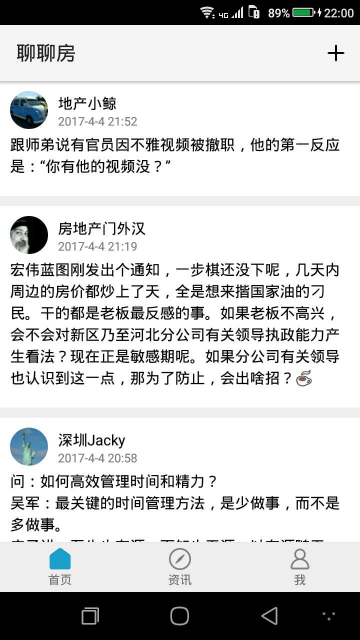 4G 89% 22:00
聊聊房
地产小鲸
2017-4-4 21:52
跟师弟说有官员因不雅视频被撤职，他的第一反应
是：“你有他的视频没？”
房地产门外汉
2017-4-4 21:19
宏伟蓝图刚发出个通知，一步棋还没下呢，几天内
周边的房价都炒上了天，全是想来揩国家油的刁
民。干的都是老板最反感的事。如果老板不高兴，
会不会对新区乃至河北分公司有关领导执政能力产
生看法？现在正是敏感期呢。如果分公司有关领导
也认识到这一点，那为了防止，会出啥招？
深圳Jacky
2017-4-4 20:58
问：如何高效管理时间和精力？
吴军：最关键的时间管理方法，是少做事，而不是
多做事。
首页 资讯 我